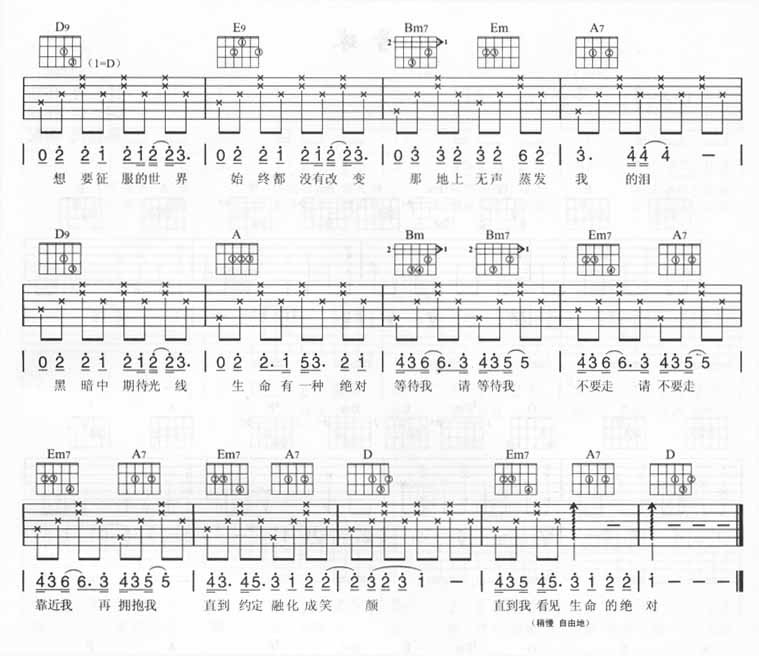 D9 E9 Bm7 Em A7
(1=D)
0 2 2 1 2 1 2 2 3. 0 2 2 1 2 1 2 2 3. 0 3 3 2 3 2 6 2 3. 4 4 4 —
想 要 征 服的世 界 始 终 都 没有改 变 那 地上 无声 蒸发 我 的泪
D9 A Bm Bm7 Em7 A7
0 2 2 1 2 1 2 2 3. 0 2 2. 1 5 3. 2 1 4 3 6 6. 3 4 3 5 5 4 3 6 6. 3 4 3 5 5
黑 暗中 期待光 线 生 命 有 一种 绝对 等待我 请 等待我 不要走 请 不要走
Em7 A7 Em7 A7 D Em7 A7 D
4 3 6 6. 3 4 3 5 5 4 3. 4 5. 3 1 2 2 2 3 2 3 1 — 4 3 5 4 5. 3 1 2 2 1 — — —
靠近我 再 拥抱我 直到 约定 融化 成笑 颜 直到我 看见 生命 的绝 对
(稍慢 自由地)